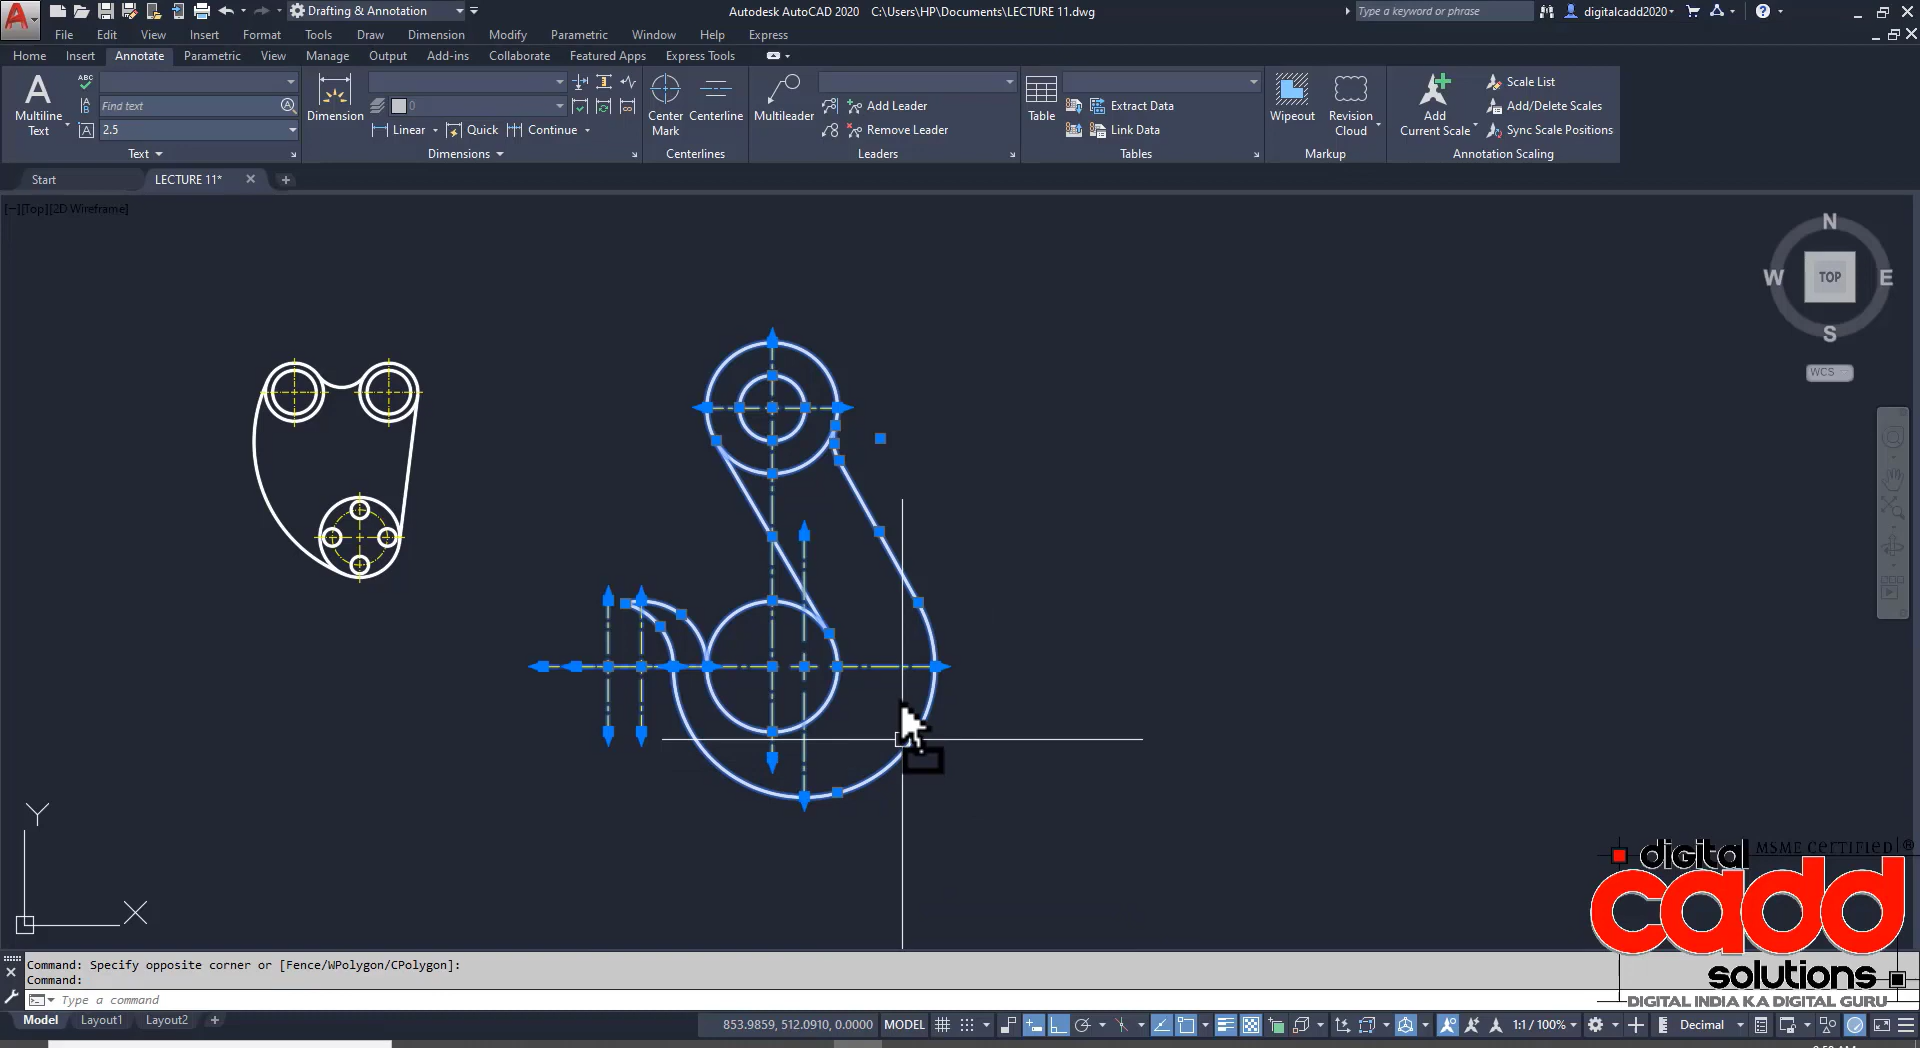 Drafting & Annotation
Autodesk AutoCAD 2020 C:\Users\HP\Documents\LECTURE 11.dwg
Type a keyword or phrase
digitalcadd2020
File Edit View Insert Format Tools Draw Dimension Modify Parametric Window Help Express
Home Insert Annotate Parametric View Manage Output Add-ins Collaborate Featured Apps Express Tools
A
Multiline Text
ABC
Find text
2.5
Text
Dimension
0
Linear Quick Continue
Dimensions
Center Mark
Centerline
Centerlines
Multileader
Add Leader
Remove Leader
Leaders
Table
Extract Data
Link Data
Tables
Wipeout
Revision Cloud
Markup
Add Current Scale
Scale List
Add/Delete Scales
Sync Scale Positions
Annotation Scaling
Start LECTURE 11*
[−][Top][2D Wireframe]
N
W TOP E
S
WCS
Y
X
digital MSME CERTIFIED ®
cadd
solutions
DIGITAL INDIA KA DIGITAL GURU
Command: Specify opposite corner or [Fence/WPolygon/CPolygon]:
Command:
Type a command
Model Layout1 Layout2
853.9859, 512.0910, 0.0000 MODEL 1:1 / 100% Decimal